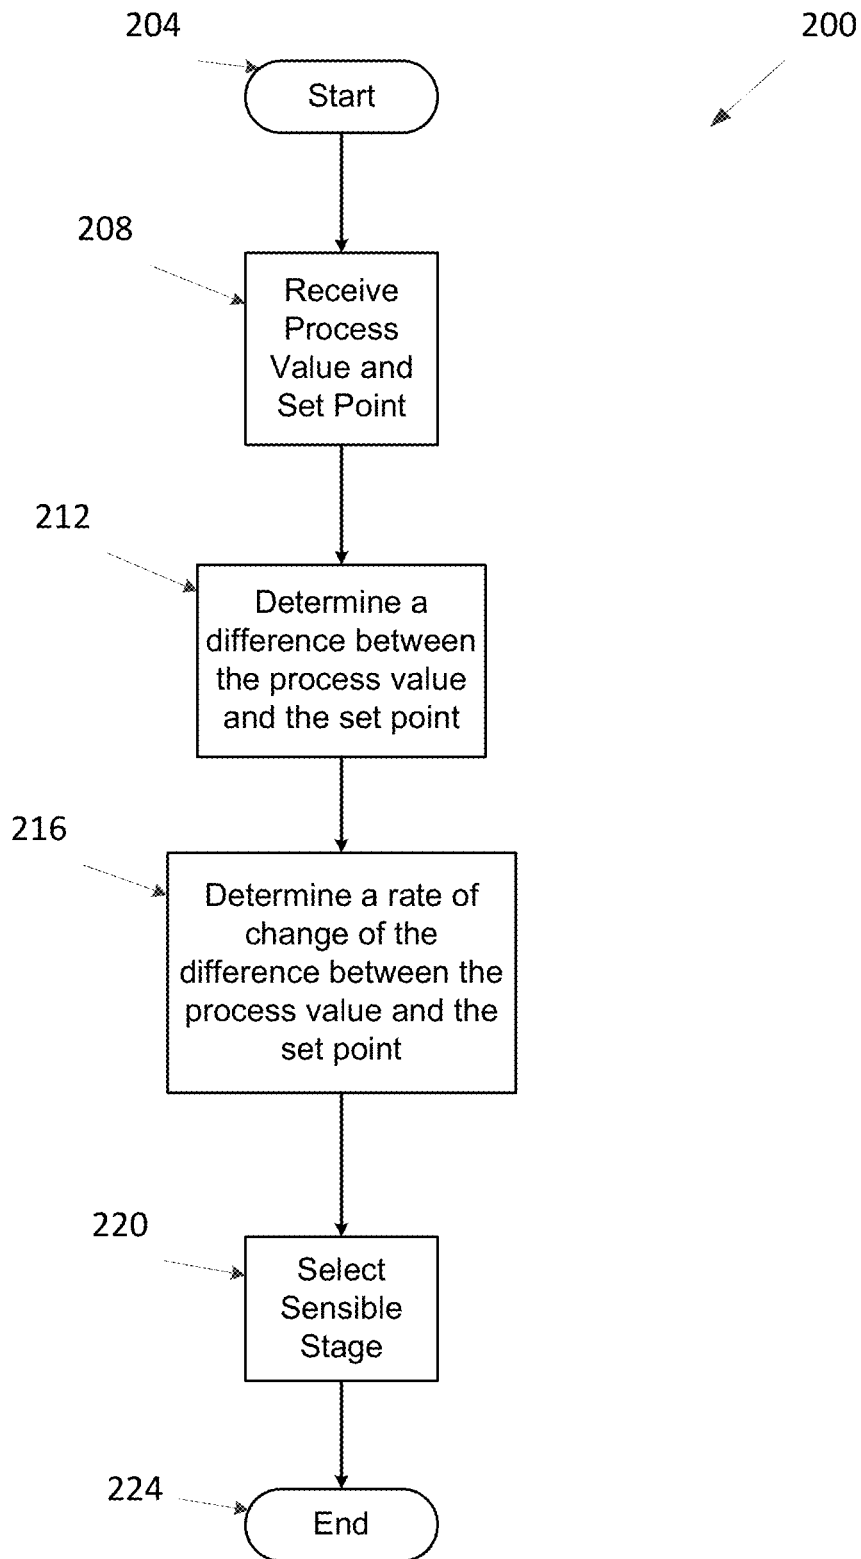 204
200
Start
208
Receive
Process
Value and
Set Point
212
Determine a
difference between
the process value
and the set point
216
Determine a rate of
change of the
difference between the
process value and the
set point
220
Select
Sensible
Stage
224
End